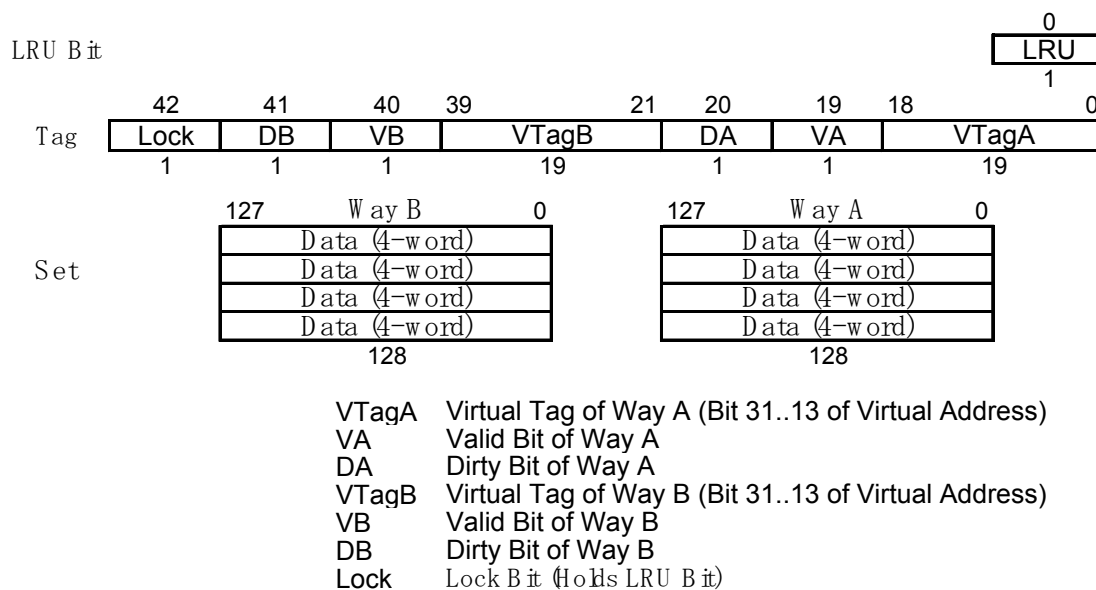 0
LRU Bit LRU
1
42 41 40 39 21 20 19 18 0
Tag Lock DB VB VTagB DA VA VTagA
1 1 1 19 1 1 19
127 Way B 0 127 Way A 0
Data (4-word) Data (4-word)
Set Data (4-word) Data (4-word)
Data (4-word) Data (4-word)
Data (4-word) Data (4-word)
128 128
VTagA Virtual Tag of Way A (Bit 31..13 of Virtual Address)
VA Valid Bit of Way A
DA Dirty Bit of Way A
VTagB Virtual Tag of Way B (Bit 31..13 of Virtual Address)
VB Valid Bit of Way B
DB Dirty Bit of Way B
Lock Lock Bit (Holds LRU Bit)